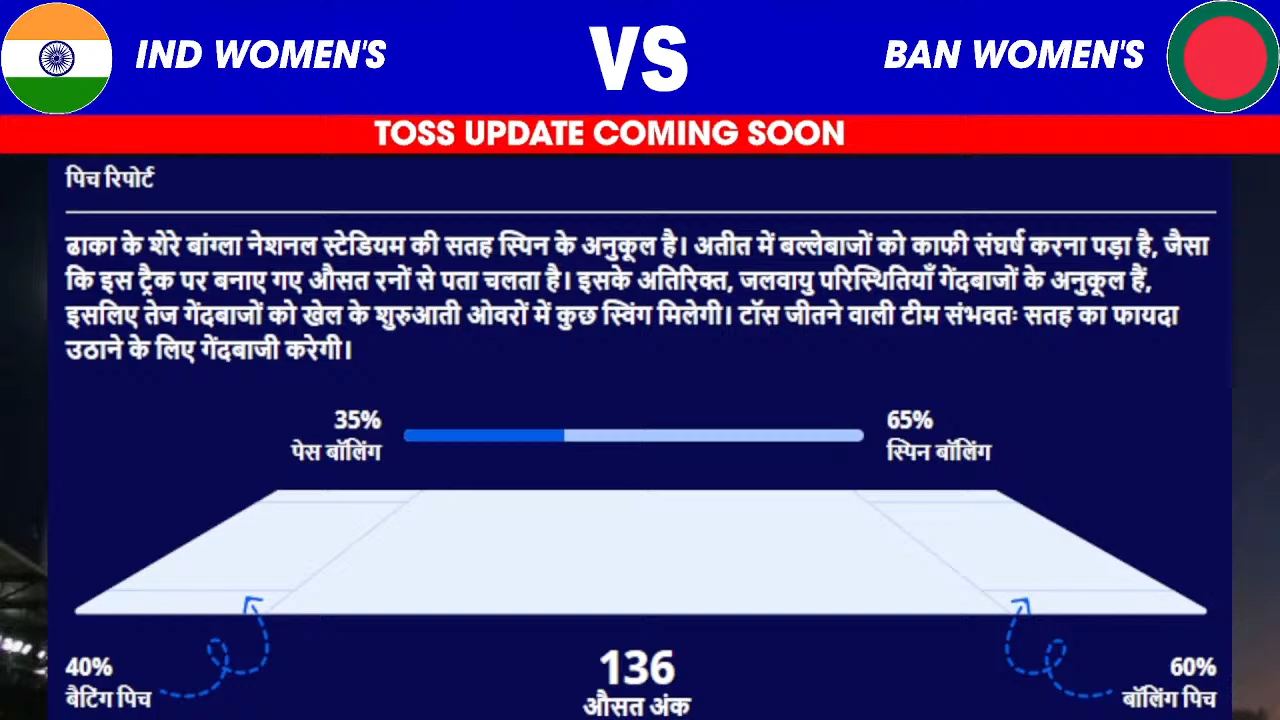 IND WOMEN'S
VS
BAN WOMEN'S
TOSS UPDATE COMING SOON
पिच रिपोर्ट
ढाका के शेरे बांग्ला नेशनल स्टेडियम की सतह स्पिन के अनुकूल है। अतीत में बल्लेबाजों को काफी संघर्ष करना पड़ा है, जैसा
कि इस ट्रैक पर बनाए गए औसत रनों से पता चलता है। इसके अतिरिक्त, जलवायु परिस्थितियाँ गेंदबाजों के अनुकूल हैं,
इसलिए तेज गेंदबाजों को खेल के शुरुआती ओवरों में कुछ स्विंग मिलेगी। टॉस जीतने वाली टीम संभवतः सतह का फायदा
उठाने के लिए गेंदबाजी करेगी।
35%
पेस बॉलिंग
65%
स्पिन बॉलिंग
40%
बैटिंग पिच
136
औसत अंक
60%
बॉलिंग पिच